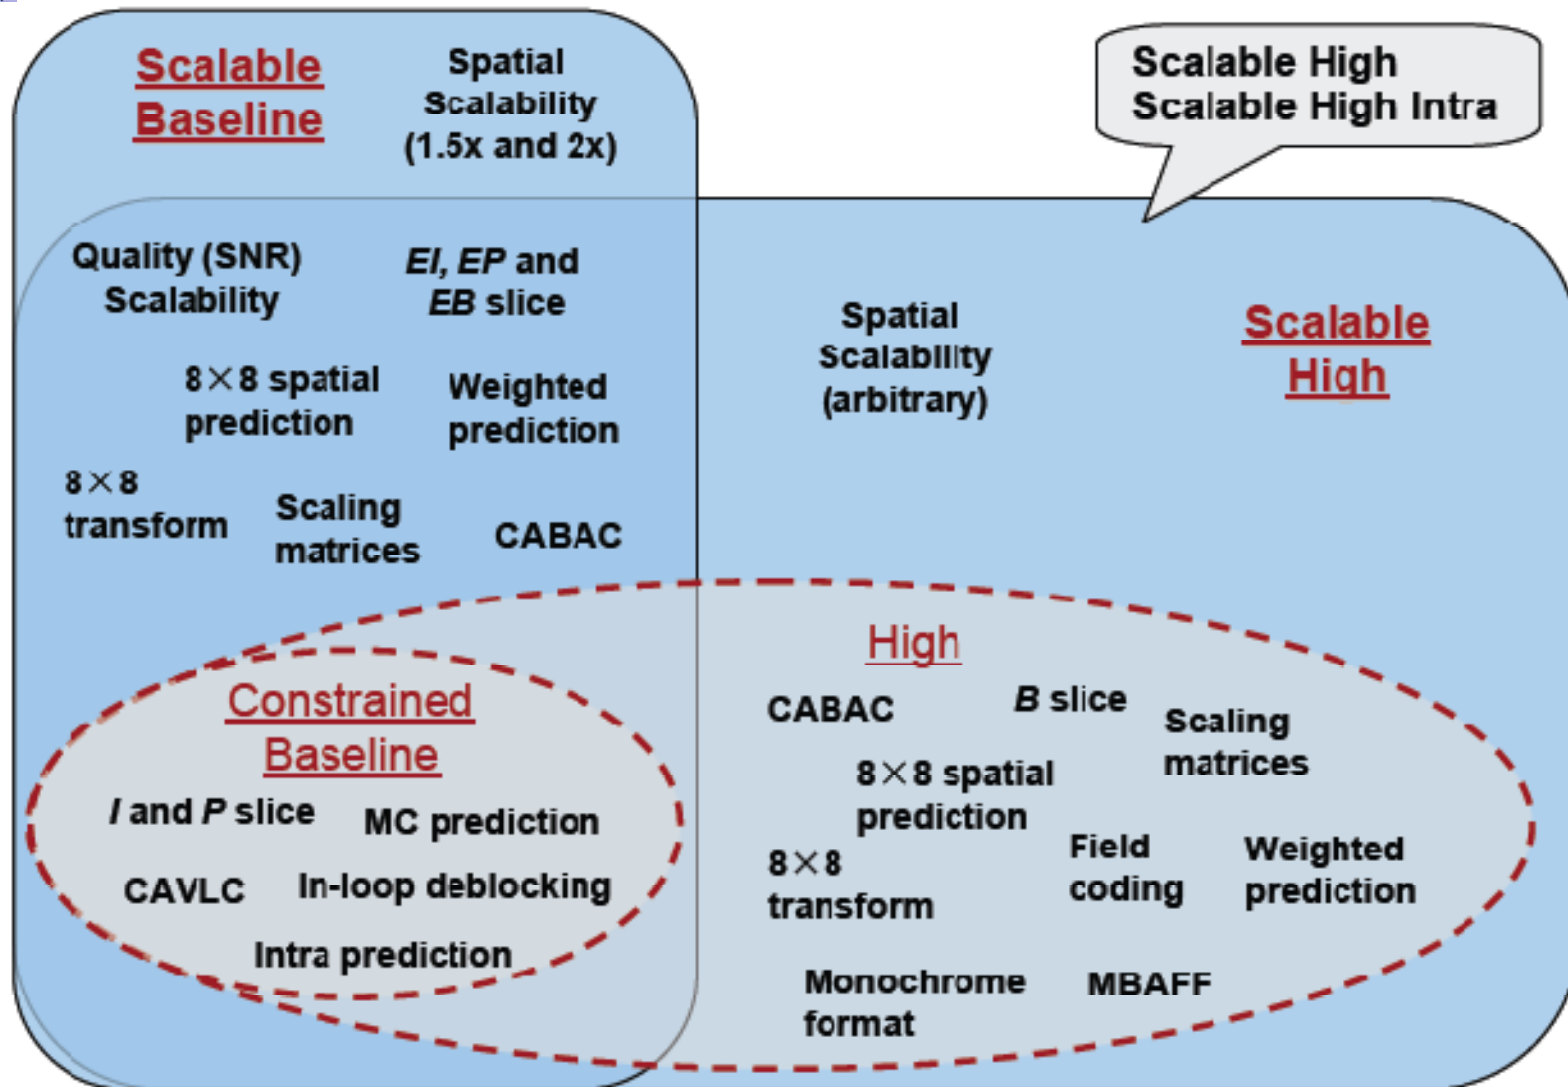 Scalable
Baseline
Spatial
Scalability
(1.5x and 2x)
Scalable High
Scalable High Intra
Quality (SNR)
Scalability
EI, EP and
EB slice
8×8 spatial
prediction
Weighted
prediction
8×8
transform
Scaling
matrices
CABAC
Spatial
Scalability
(arbitrary)
Scalable
High
Constrained
Baseline
I and P slice
MC prediction
CAVLC
In-loop deblocking
Intra prediction
High
CABAC
B slice
Scaling
matrices
8×8 spatial
prediction
8×8
transform
Field
coding
Weighted
prediction
Monochrome
format
MBAFF